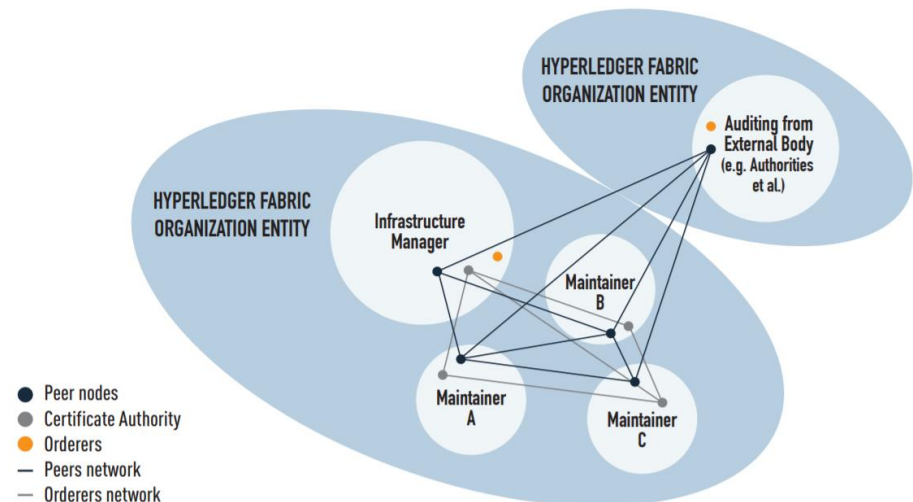 HYPERLEDGER FABRIC
ORGANIZATION ENTITY
Auditing from
External Body
(e.g. Authorities
et al.)
HYPERLEDGER FABRIC
ORGANIZATION ENTITY
Infrastructure
Manager
Maintainer
B
Maintainer
A
Maintainer
C
Peer nodes
Certificate Authority
Orderers
Peers network
Orderers network